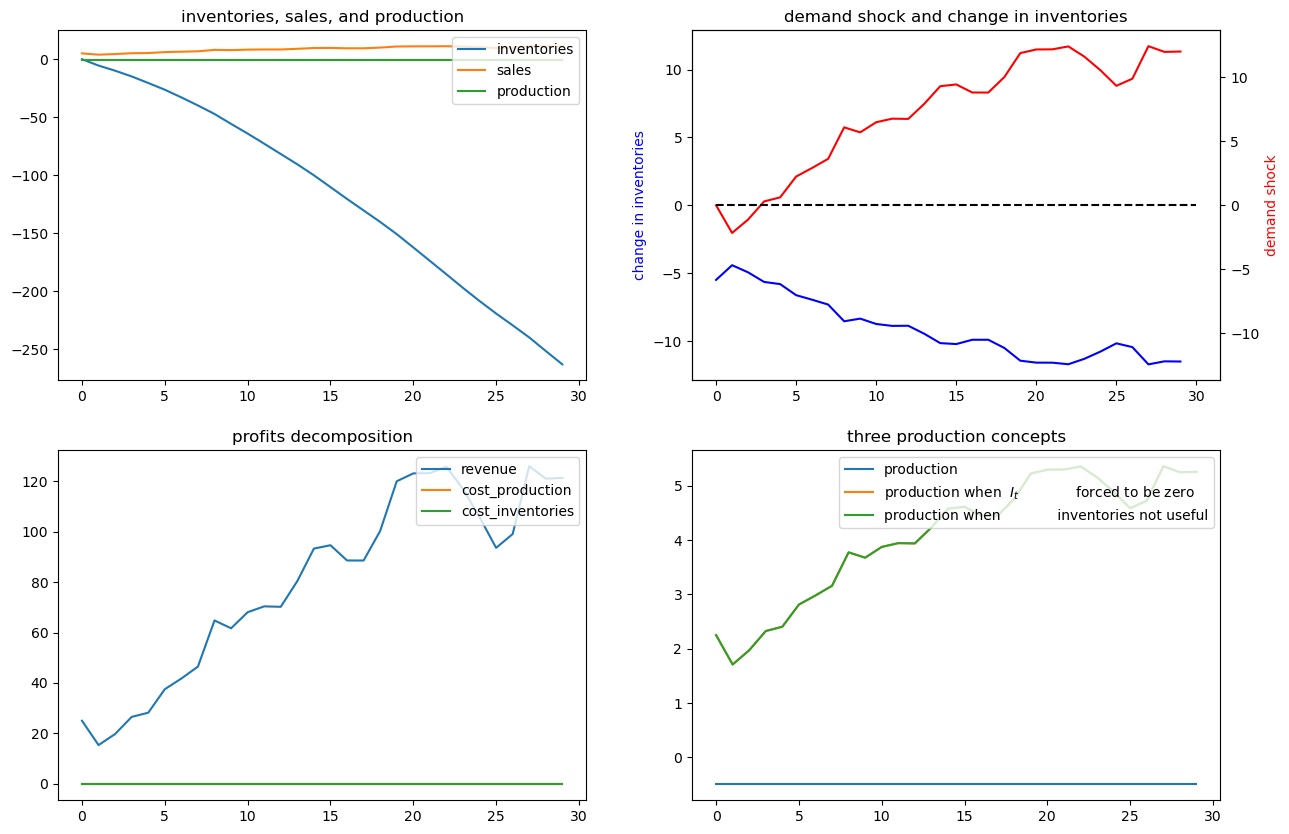 inventories, sales, and production
0
−50
−100
−150
−200
−250
0 5 10 15 20 25 30
inventories
sales
production
demand shock and change in inventories
change in inventories
10
5
0
−5
−10
0 5 10 15 20 25 30
10
5
0
−5
−10
demand shock
profits decomposition
120
100
80
60
40
20
0
0 5 10 15 20 25 30
revenue
cost_production
cost_inventories
three production concepts
5
4
3
2
1
0
0 5 10 15 20 25 30
production
production when I_t forced to be zero
production when inventories not useful